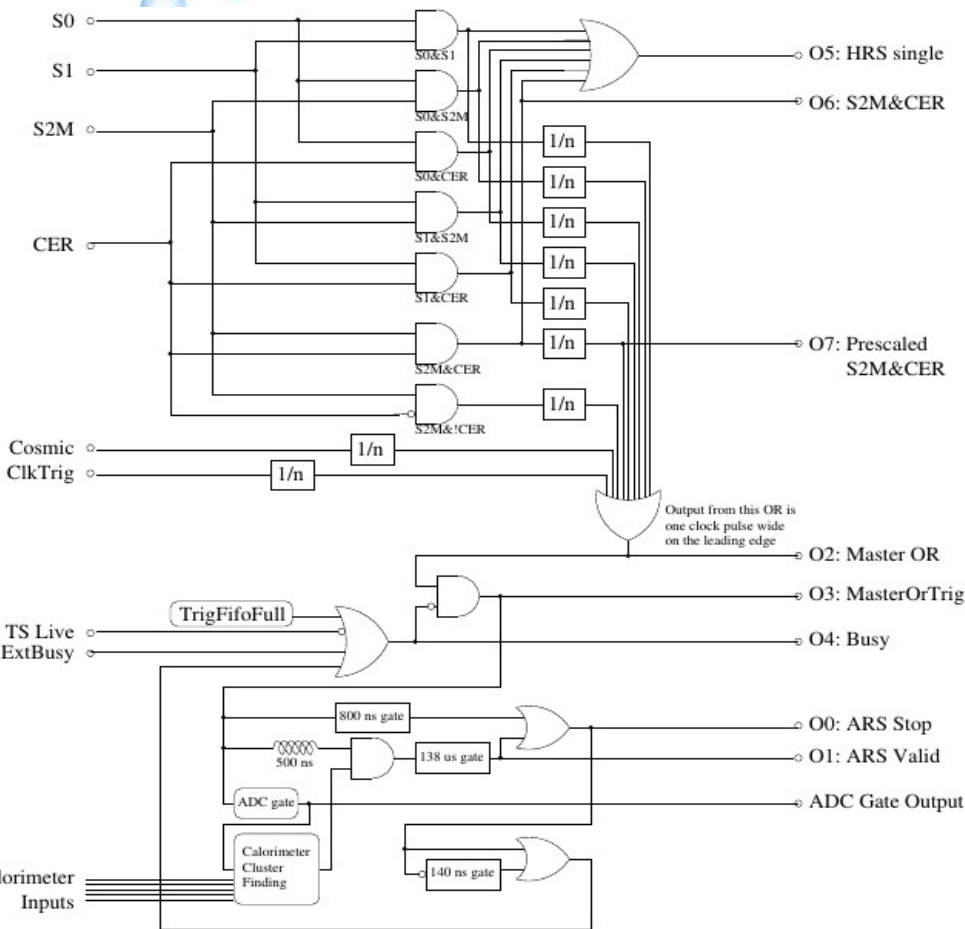 S0
S0&S1
O5: HRS single
S1
S0&S2M
O6: S2M&CER
S2M
1/n
S0&CER
1/n
1/n
S1&S2M
CER
1/n
S1&CER
1/n
1/n
O7: Prescaled
S2M&CER
S2M&CER
1/n
S2M&!CER
Cosmic
1/n
ClkTrig
1/n
Output from this OR is
one clock pulse wide
on the leading edge
O2: Master OR
O3: MasterOrTrig
TrigFifoFull
TS Live
O4: Busy
ExtBusy
800 ns gate
O0: ARS Stop
500 ns
138 us gate
O1: ARS Valid
ADC gate
ADC Gate Output
Calorimeter
Cluster
Finding
140 ns gate
lorimeter
Inputs